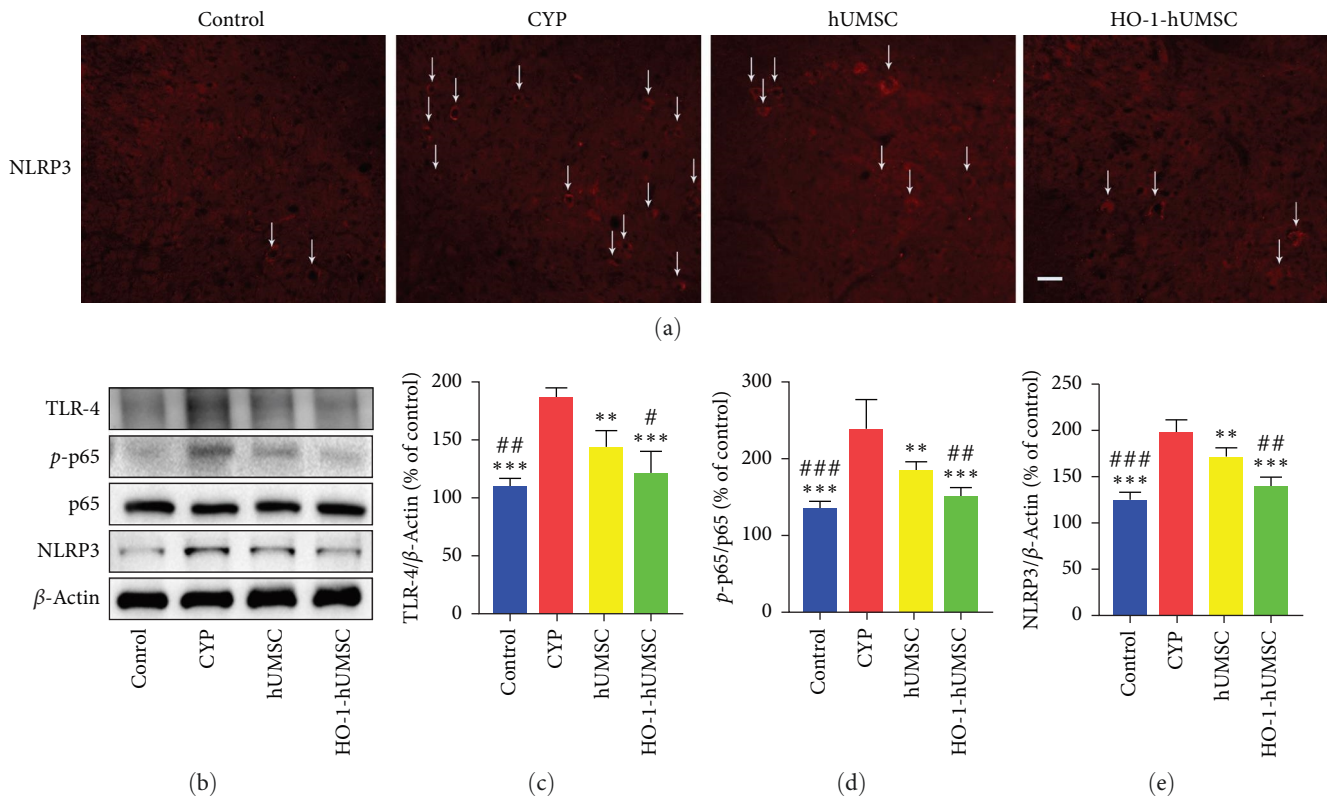 Control
CYP
hUMSC
HO-1-hUMSC
NLRP3
(a)
TLR-4
p-p65
p65
NLRP3
β-Actin
Conrol
CYP
hUMSC
HO-1-hUMSC
(b)
TLR-4/β-Actin (% of control)
200
150
100
50
0
##
***
**
#
***
Control
CYP
hUMSC
HO-1-hUMSC
(c)
p-p65/p65 (% of control)
300
200
100
0
###
***
**
##
***
Control
CYP
hUMSC
HO-1-hUMSC
(d)
NLRP3/β-Actin (% of control)
250
200
150
100
50
0
###
***
**
##
***
Control
CYP
hUMSC
HO-1-hUMSC
(e)